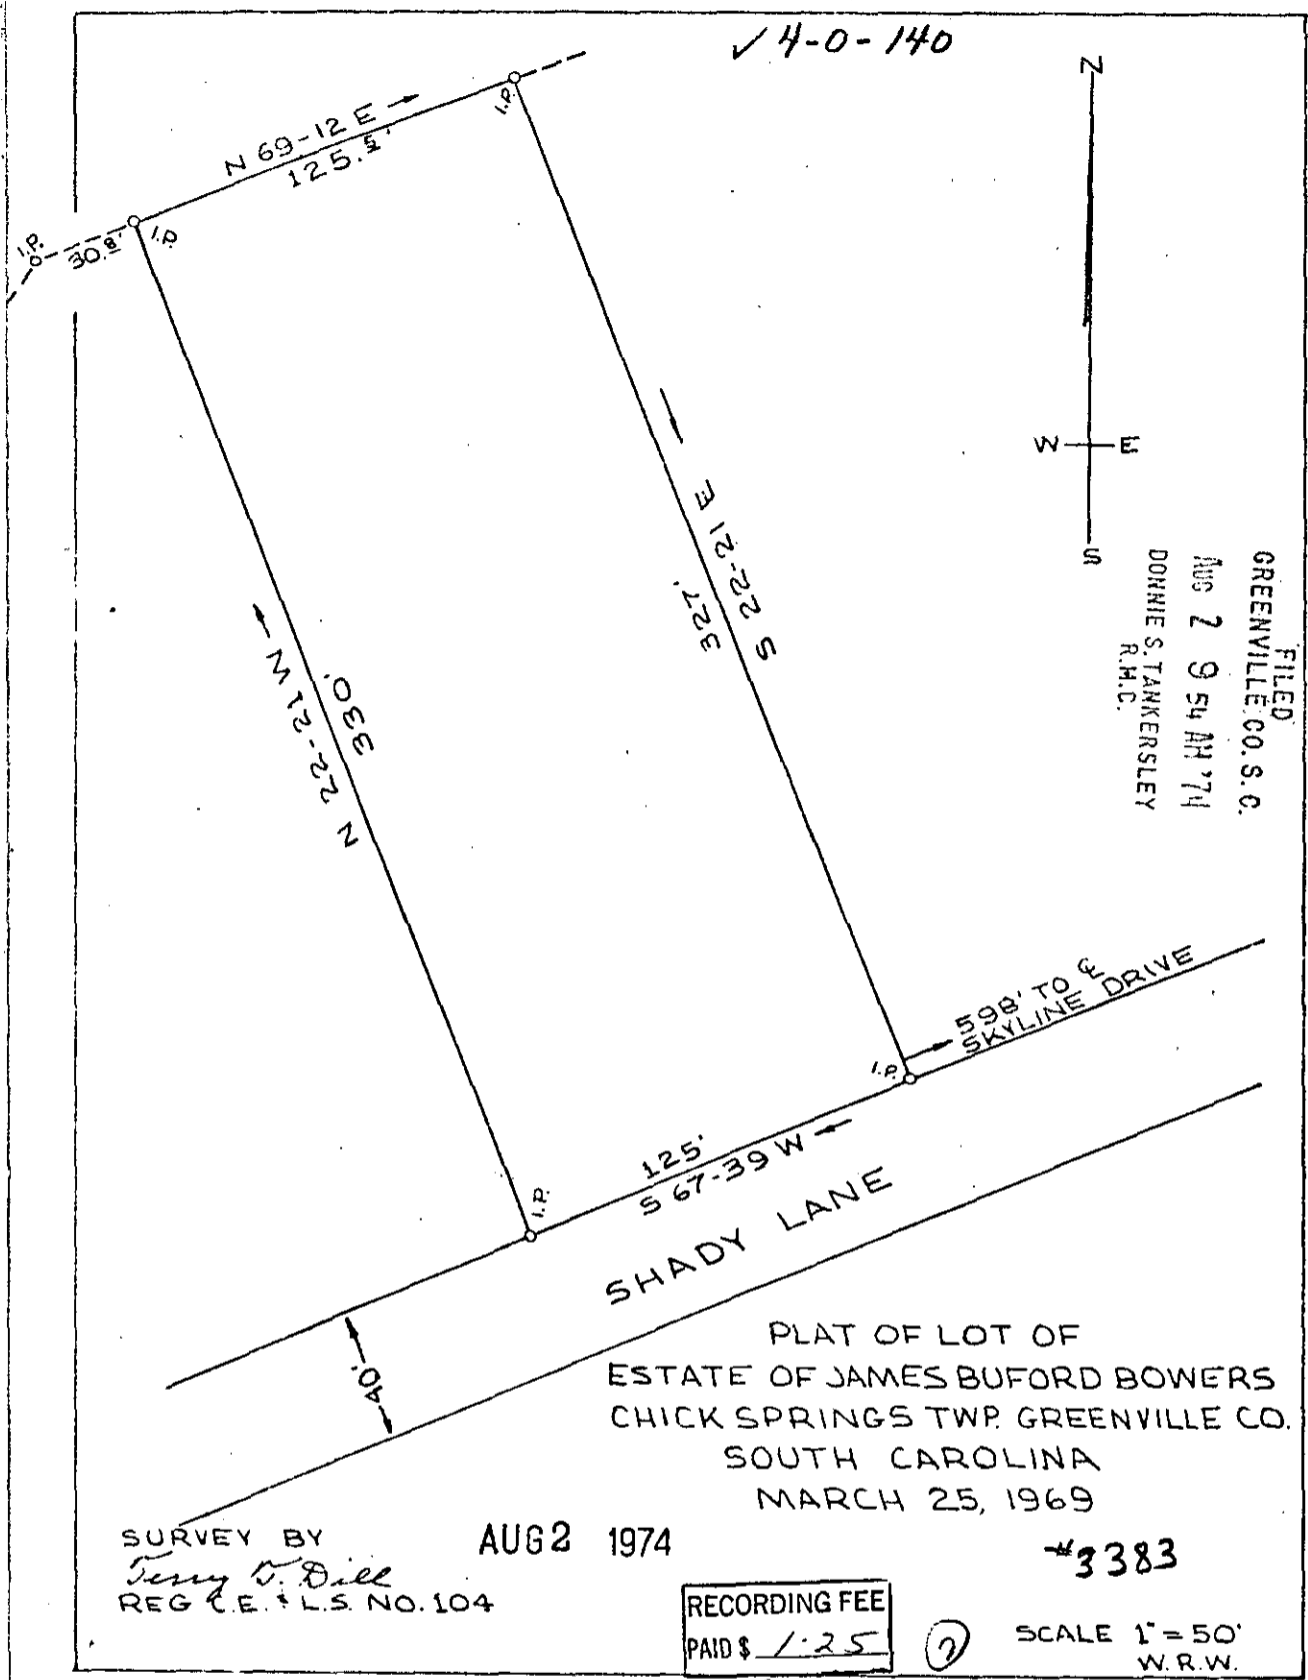 ✓ 4-0-140
N
N 69-12 E
125.5'
I.P.
I.P.
30.8'
I.P.
W E
S
S 22-21 E
327'
N 22-21 W
330'
FILED
GREENVILLE CO. S. C.
AUG 2 9 54 AM '74
DONNIE S. TANKERSLEY
R.M.C.
598' TO ℄
SKYLINE DRIVE
I.P.
125'
S 67-39 W
I.P.
SHADY LANE
40'
PLAT OF LOT OF
ESTATE OF JAMES BUFORD BOWERS
CHICK SPRINGS TWP. GREENVILLE CO.
SOUTH CAROLINA
MARCH 25, 1969
SURVEY BY
Terry T. Dill
REG C.E. & L.S. NO. 104
AUG 2 1974
#3383
RECORDING FEE
PAID $ 1.25
2
SCALE 1" = 50'
W. R. W.